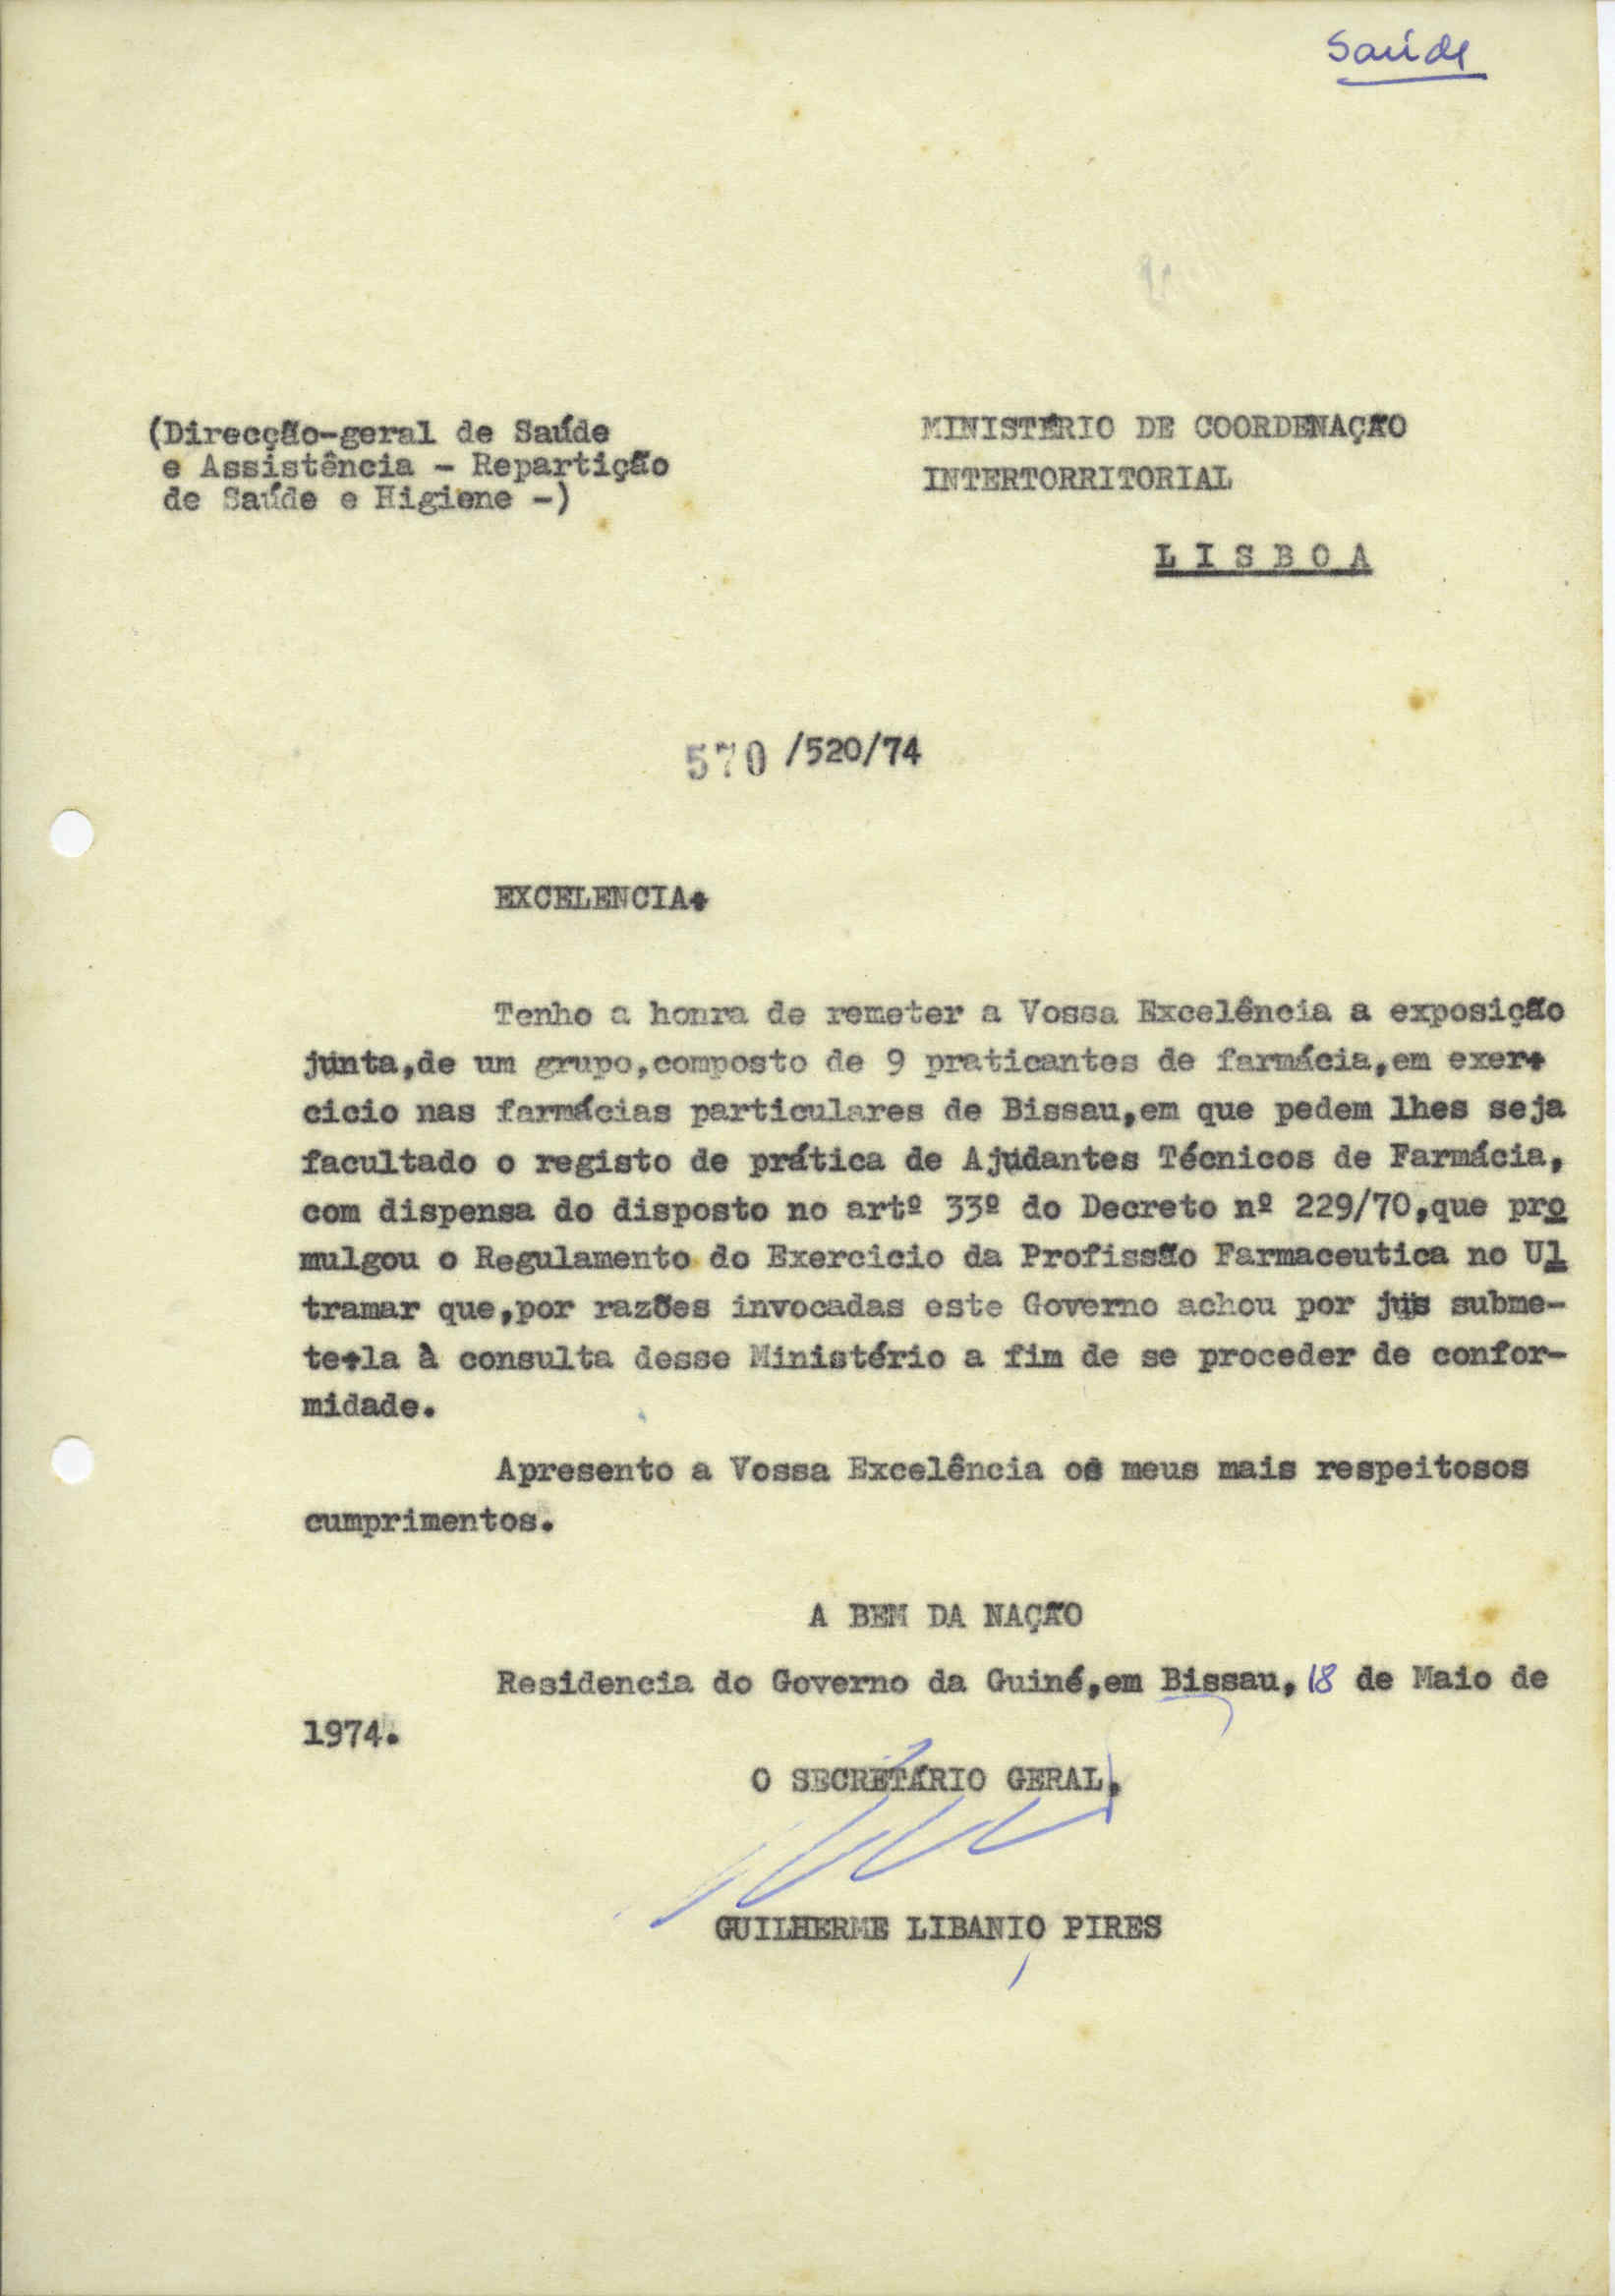 Saúde
(Direcção-geral de Saúde
e Assistência - Repartição
de Saúde e Higiene -)
MINISTÉRIO DE COORDENAÇÃO
INTERTORRITORIAL
L I S B O A
570 /520/74
EXCELENCIA+
Tenho a honra de remeter a Vossa Excelência a exposição
junta,de um grupo,composto de 9 praticantes de farmácia,em exer+
cicio nas farmácias particulares de Bissau,em que pedem lhes seja
facultado o registo de prática de Ajudantes Técnicos de Farmácia,
com dispensa do disposto no artº 33º do Decreto nº 229/70,que pro
mulgou o Regulamento do Exercicio da Profissão Farmaceutica no Ul
tramar que,por razões invocadas este Governo achou por jus subme-
te+la à consulta desse Ministério a fim de se proceder de confor-
midade.
Apresento a Vossa Excelência os meus mais respeitosos
cumprimentos.
A BEM DA NAÇÃO
Residencia do Governo da Guiné,em Bissau, 18 de Maio de
1974.
O SECRETÁRIO GERAL,
GUILHERME LIBANIO PIRES